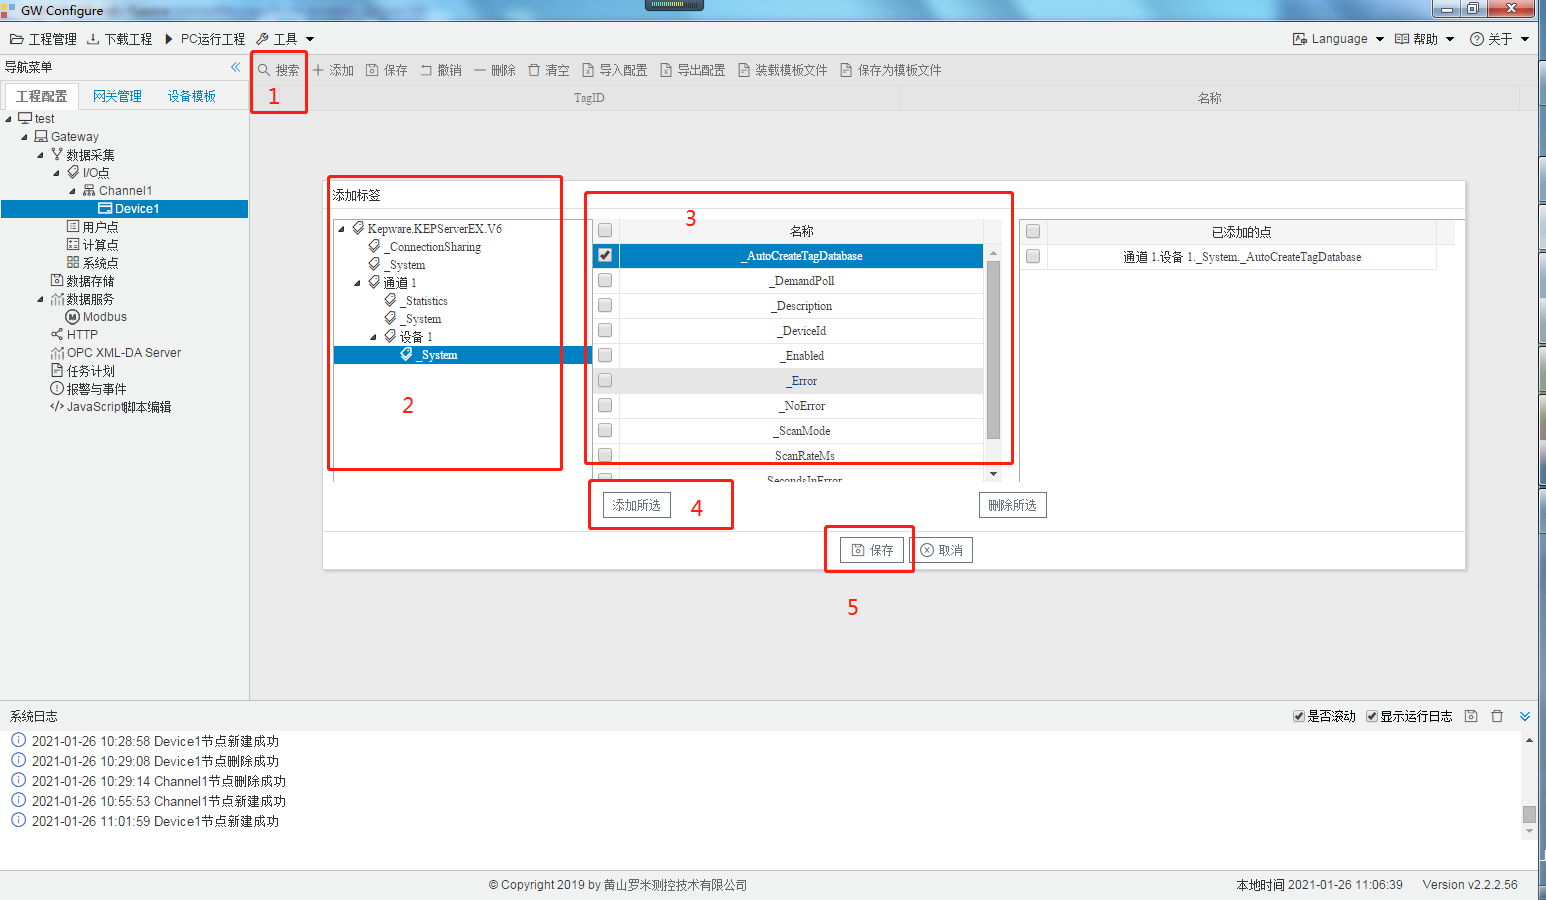 GW Configure
工程管理 下载工程 PC运行工程 工具 Language 帮助 关于
导航菜单
搜索 添加 保存 撤销 删除 清空 导入配置 导出配置 装载模板文件 保存为模板文件
1
工程配置 网关管理 设备模板
TagID 名称
test
Gateway
数据采集
I/O点
Channel1
Device1
用户点
计算点
系统点
数据存储
数据服务
Modbus
HTTP
OPC XML-DA Server
任务计划
报警与事件
JavaScript脚本编辑
添加标签
Kepware.KEPServerEX.V6
_ConnectionSharing
_System
通道 1
_Statistics
_System
设备 1
_System
2
3
名称
_AutoCreateTagDatabase
_DemandPoll
_Description
_DeviceId
_Enabled
_Error
_NoError
_ScanMode
_ScanRateMs
_SecondsInError
已添加的点
通道 1.设备 1._System._AutoCreateTagDatabase
添加所选 4 删除所选
保存 取消
5
系统日志 是否滚动 显示运行日志
2021-01-26 10:28:58 Device1节点新建成功
2021-01-26 10:29:08 Device1节点删除成功
2021-01-26 10:29:14 Channel1节点删除成功
2021-01-26 10:55:53 Channel1节点新建成功
2021-01-26 11:01:59 Device1节点新建成功
© Copyright 2019 by 黄山罗米测控技术有限公司 本地时间 2021-01-26 11:06:39 Version v2.2.2.56